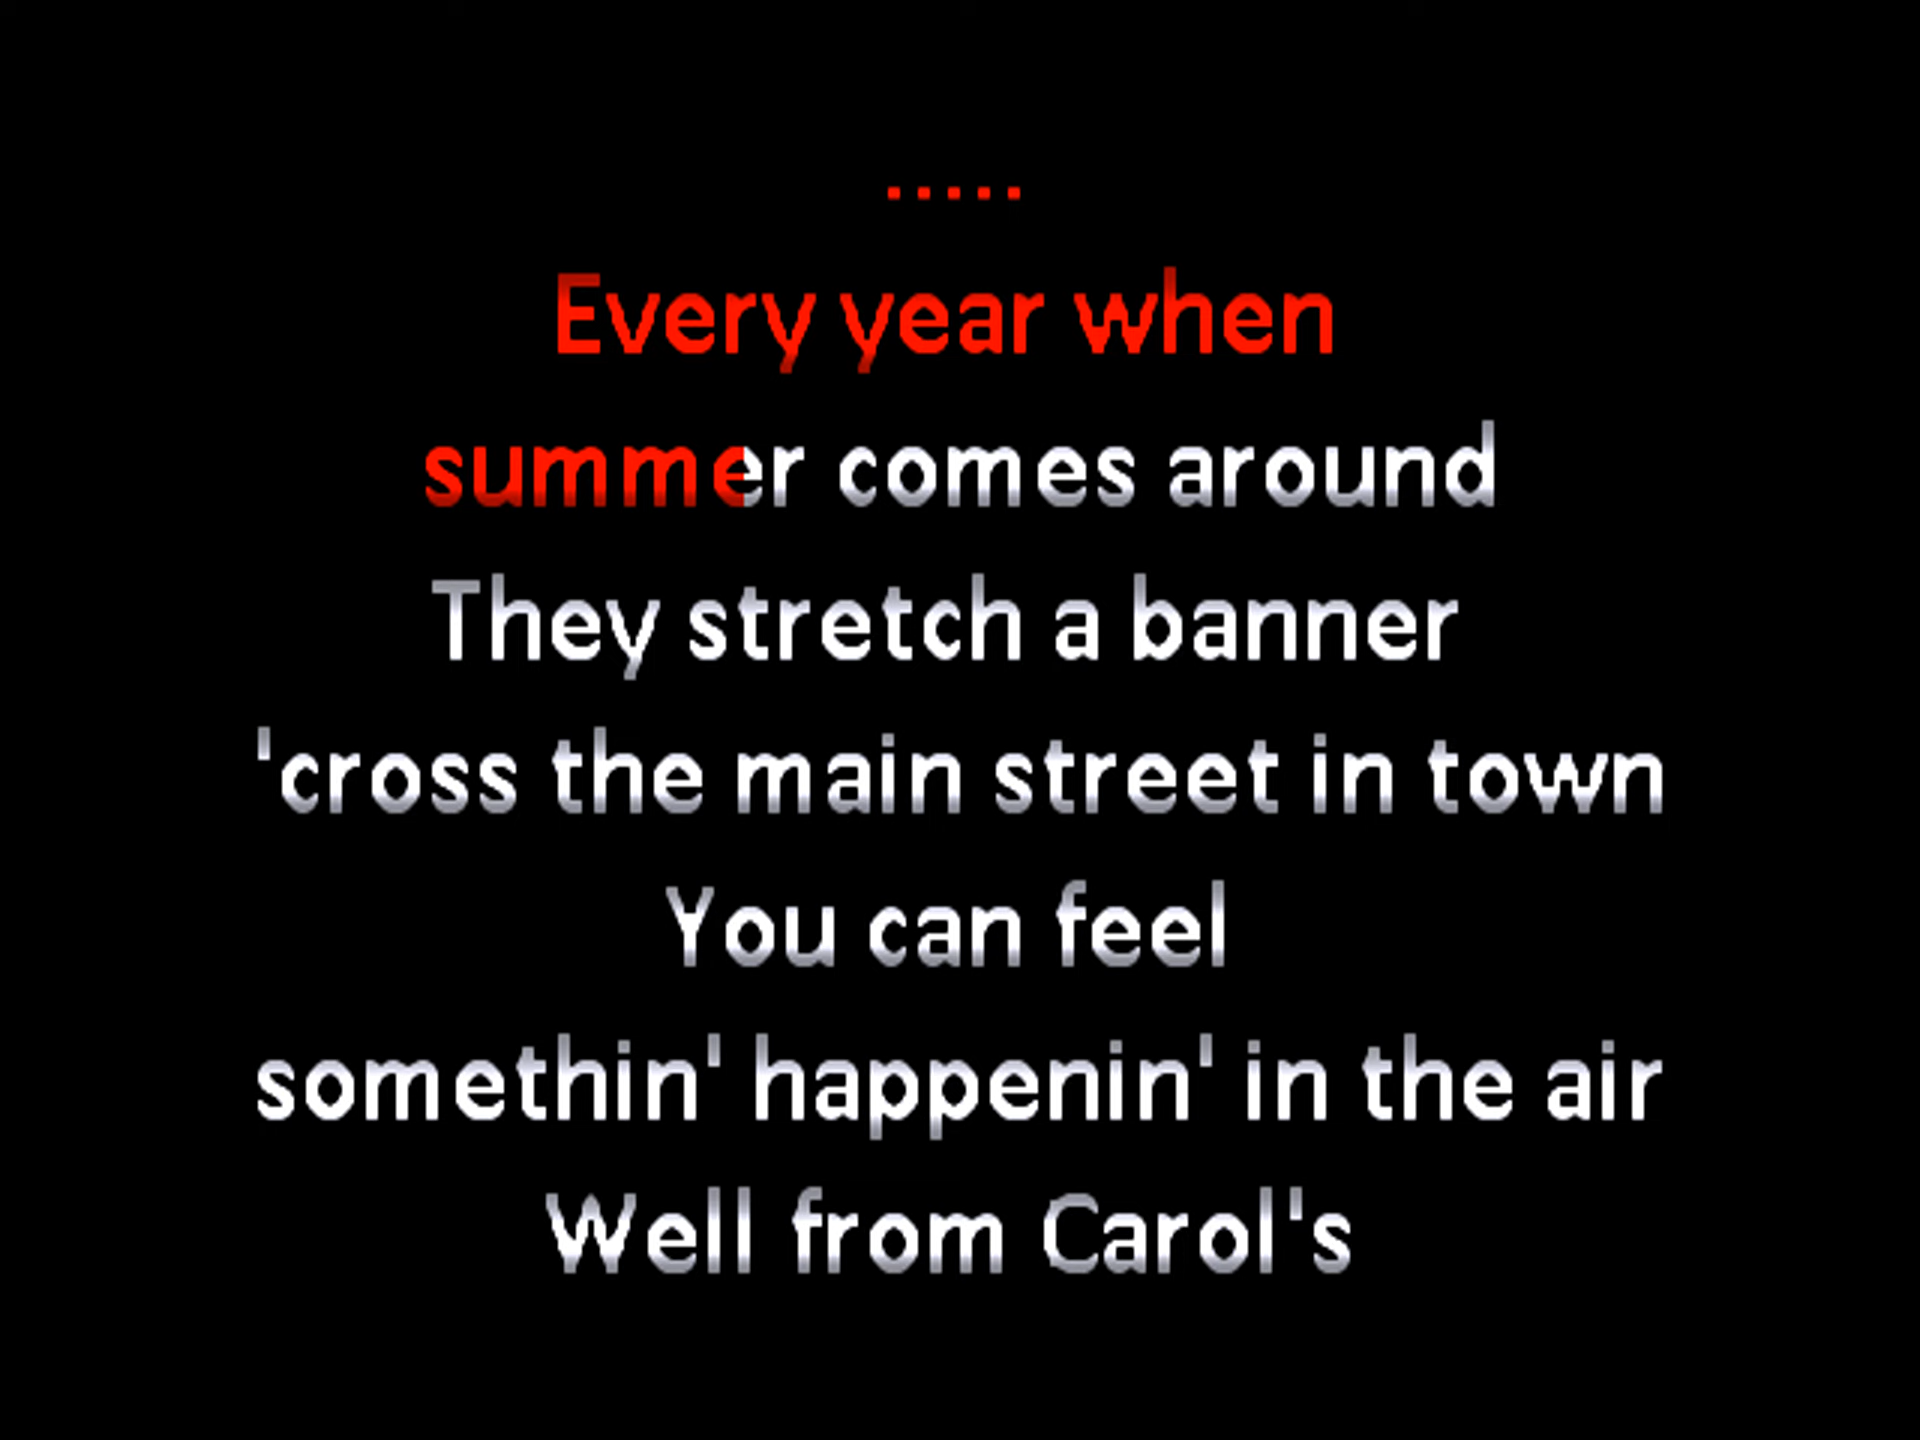 .....
Every year when
summer comes around
They stretch a banner
'cross the main street in town
You can feel
somethin' happenin' in the air
Well from Carol's